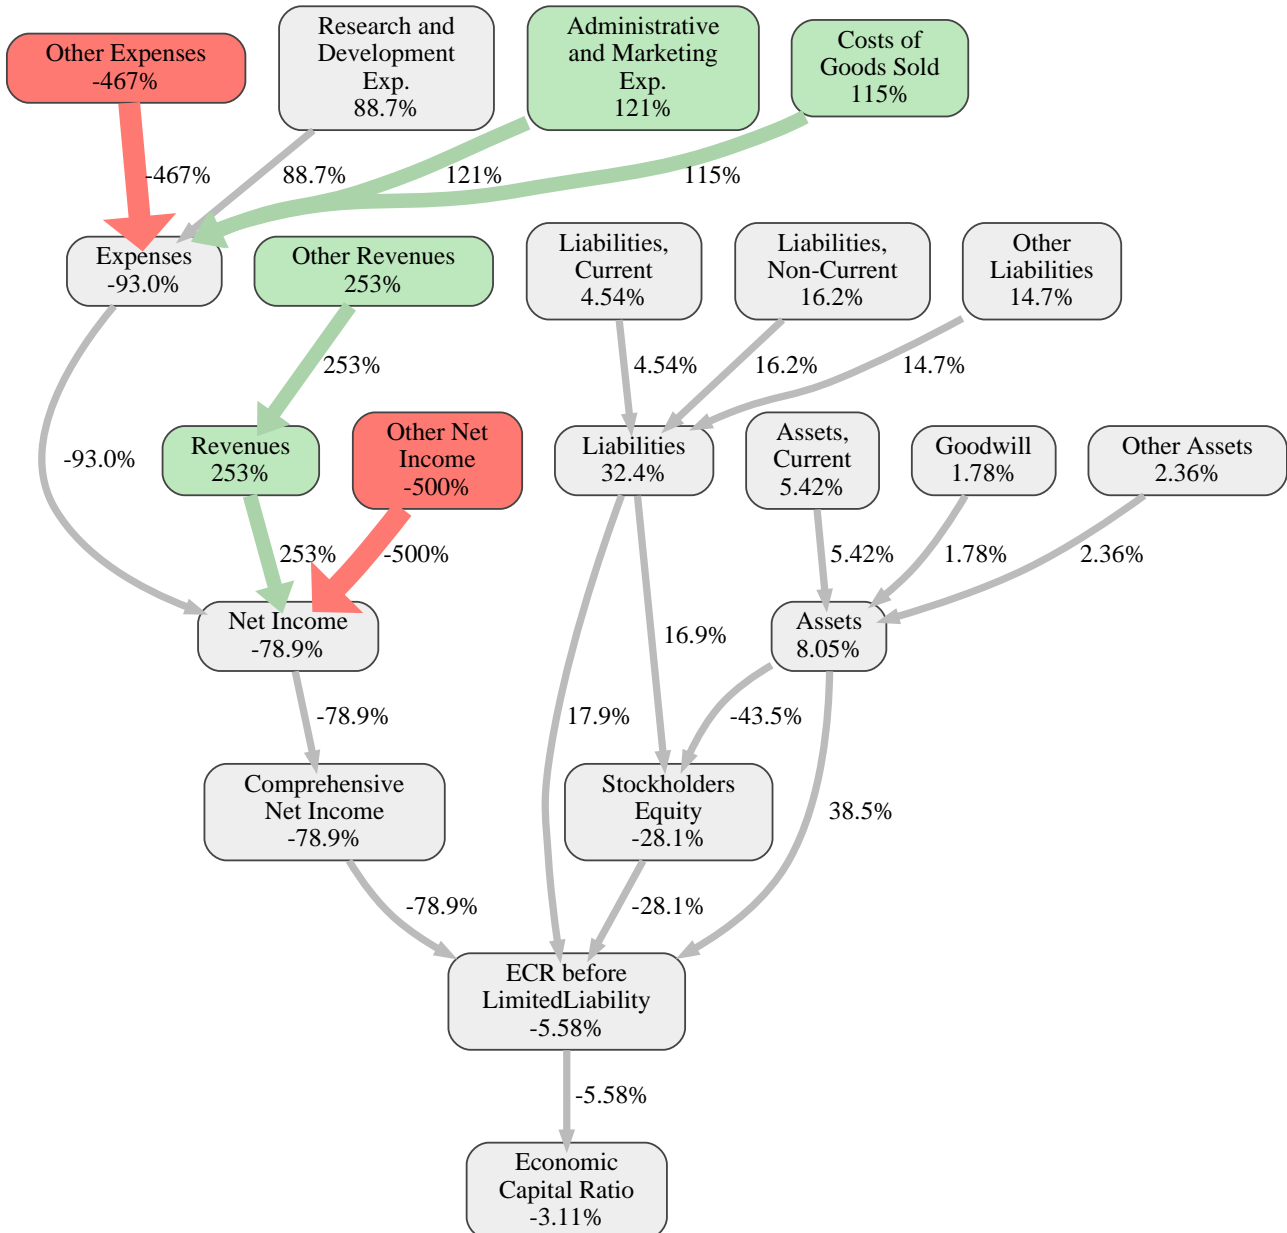 Other Expenses
-467%
Research and
Development
Exp.
88.7%
Administrative
and Marketing
Exp.
121%
Costs of
Goods Sold
115%
-467%
88.7%
121%
115%
Expenses
-93.0%
Other Revenues
253%
Liabilities,
Current
4.54%
Liabilities,
Non-Current
16.2%
Other
Liabilities
14.7%
253%
4.54%
16.2%
14.7%
-93.0%
Revenues
253%
Other Net
Income
-500%
Liabilities
32.4%
Assets,
Current
5.42%
Goodwill
1.78%
Other Assets
2.36%
253%
-500%
5.42%
1.78%
2.36%
Net Income
-78.9%
16.9%
Assets
8.05%
-78.9%
17.9%
-43.5%
Comprehensive
Net Income
-78.9%
Stockholders
Equity
-28.1%
38.5%
-78.9%
-28.1%
ECR before
LimitedLiability
-5.58%
-5.58%
Economic
Capital Ratio
-3.11%